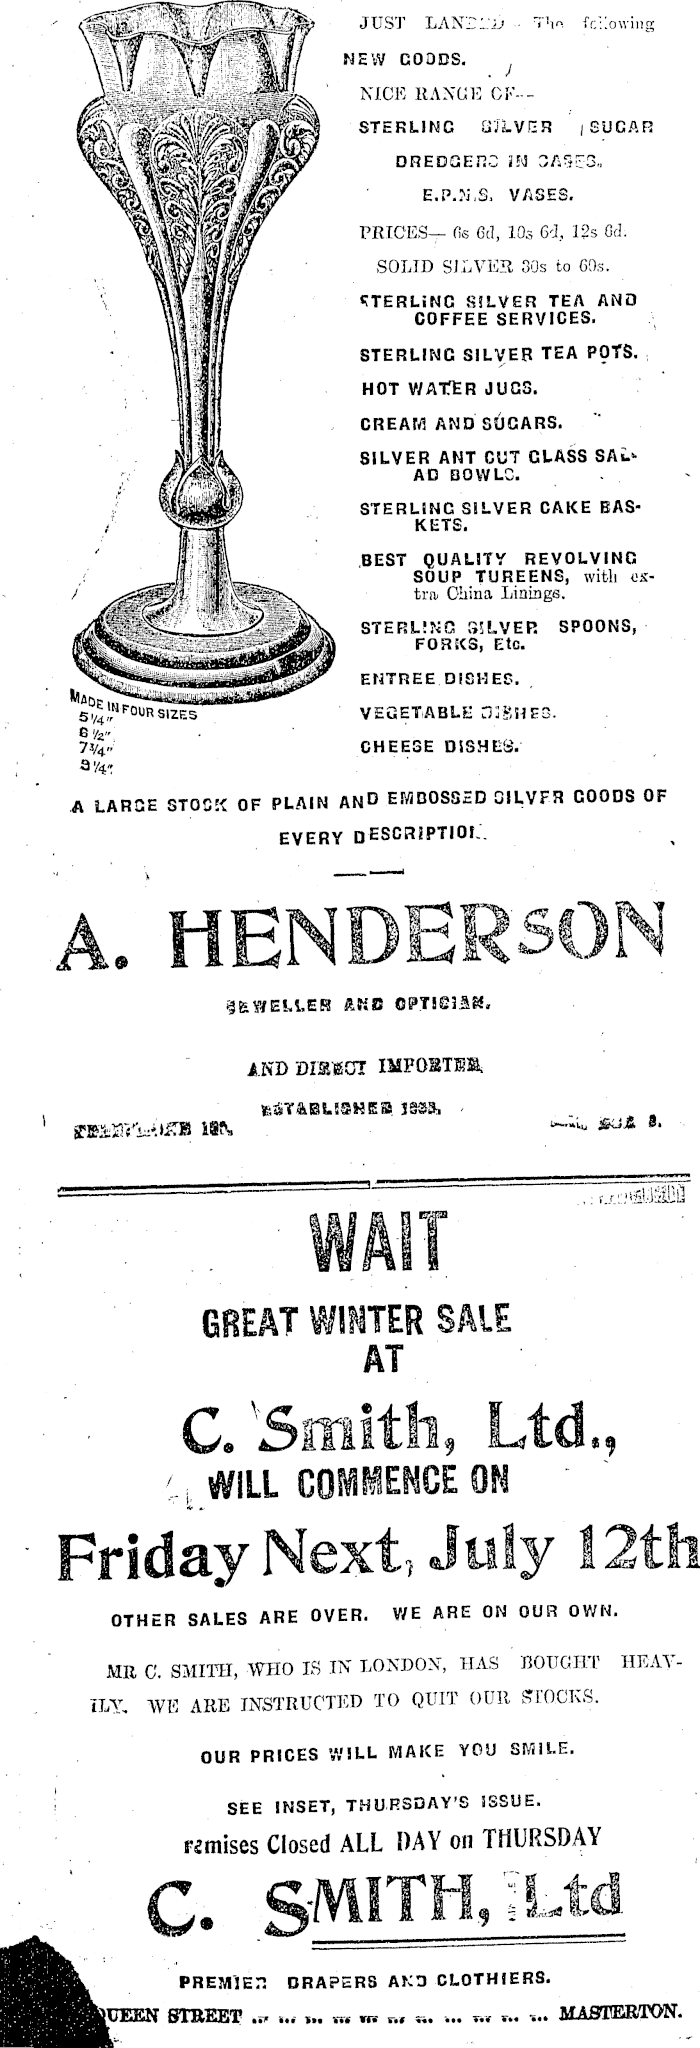 JUST LANDED The following
NEW GOODS.
NICE RANGE OF--
STERLING SILVER SUGAR
DREDGERS IN CASES.
E.P.N.S. VASES.
PRICES— 6s 6d, 10s 6d, 12s 6d.
SOLID SILVER 30s to 60s.
STERLING SILVER TEA AND
COFFEE SERVICES.
STERLING SILVER TEA POTS.
HOT WATER JUGS.
CREAM AND SUGARS.
SILVER ANT CUT GLASS SAL-
AD BOWLS.
STERLING SILVER CAKE BAS-
KETS.
BEST QUALITY REVOLVING
SOUP TUREENS, with ex-
tra China Linings.
STERLING SILVER SPOONS,
FORKS, Etc.
ENTREE DISHES.
VEGETABLE DISHES.
CHEESE DISHES.
MADE IN FOUR SIZES
5 1/4"
6 1/2"
7 3/4"
9 1/4"
A LARGE STOCK OF PLAIN AND EMBOSSED SILVER GOODS OF
EVERY DESCRIPTION.
A. HENDERSON
JEWELLER AND OPTICIAN.
AND DIRECT IMPORTER
ESTABLISHED
TELEPHONE
BOX
WAIT
GREAT WINTER SALE
AT
C. Smith, Ltd.,
WILL COMMENCE ON
Friday Next, July 12th
OTHER SALES ARE OVER. WE ARE ON OUR OWN.
MR C. SMITH, WHO IS IN LONDON, HAS BOUGHT HEAV-
ILY. WE ARE INSTRUCTED TO QUIT OUR STOCKS.
OUR PRICES WILL MAKE YOU SMILE.
SEE INSET, THURSDAY'S ISSUE.
remises Closed ALL DAY on THURSDAY
C. SMITH, Ltd
PREMIER DRAPERS AND CLOTHIERS.
QUEEN STREET ... MASTERTON.